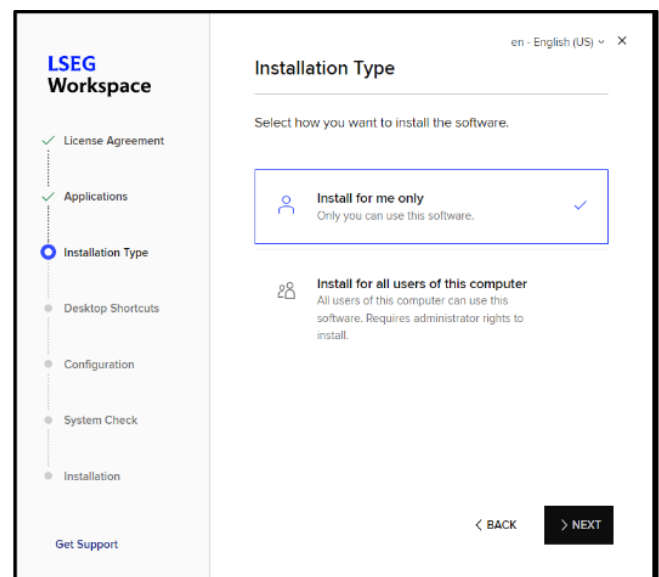 en - English (US)
LSEG
Workspace
Installation Type
Select how you want to install the software.
License Agreement
Applications
Installation Type
Desktop Shortcuts
Configuration
System Check
Installation
Install for me only
Only you can use this software.
Install for all users of this computer
All users of this computer can use this
software. Requires administrator rights to
install.
< BACK
> NEXT
Get Support